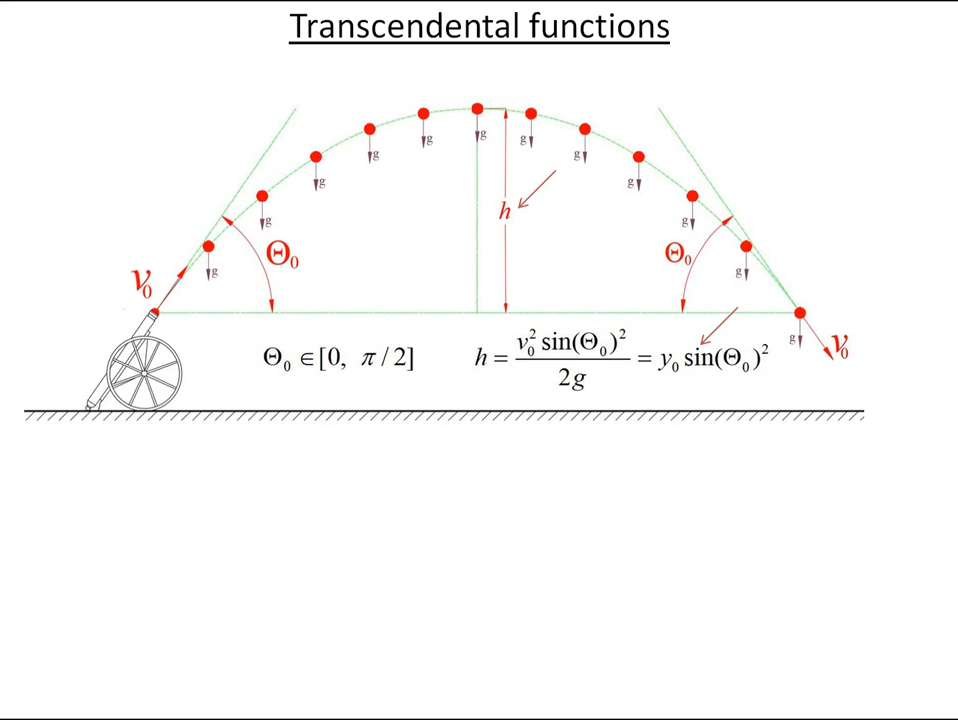 Transcendental functions
g
g g
g g
g g
h
g g
Θ₀ Θ₀
g g
v₀
g v₀
Θ₀ ∈ [0, π / 2] h = v₀² sin(Θ₀)² / 2g = y₀ sin(Θ₀)²